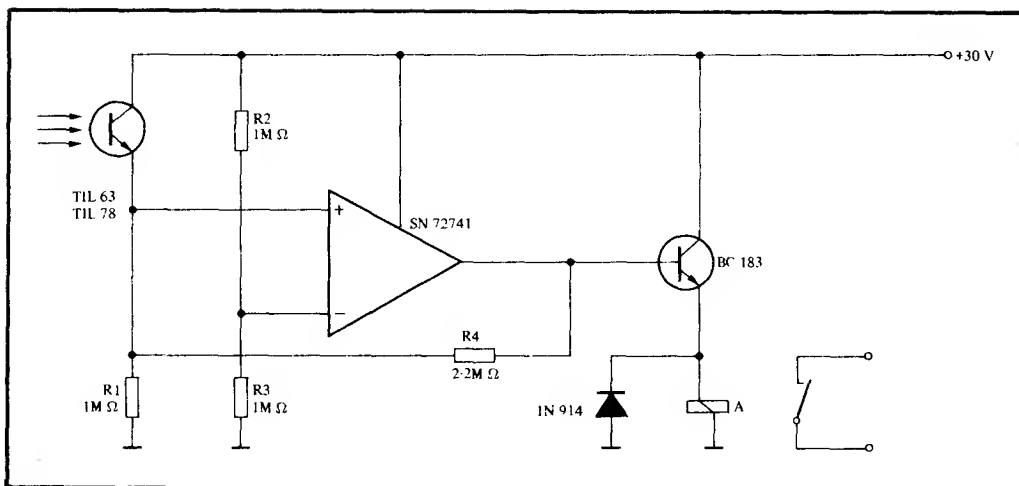 +30 V
R2
1M Ω
TIL 63
TIL 78
+
SN 72741
BC 183
−
R4
2·2M Ω
R1
1M Ω
R3
1M Ω
1N 914
A